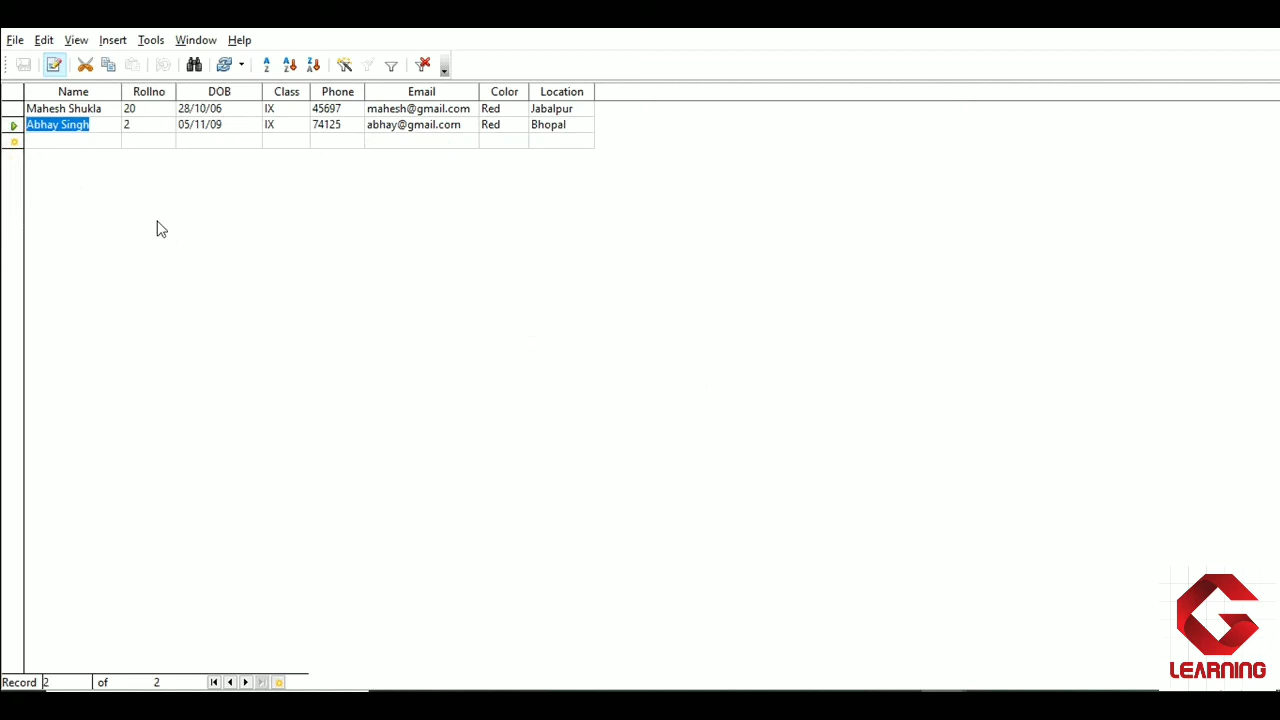 File Edit View Insert Tools Window Help
Name Rollno DOB Class Phone Email Color Location
Mahesh Shukla 20 28/10/06 IX 45697 mahesh@gmail.com Red Jabalpur
Abhay Singh 2 05/11/09 IX 74125 abhay@gmail.com Red Bhopal
LEARNING
Record 2 of 2